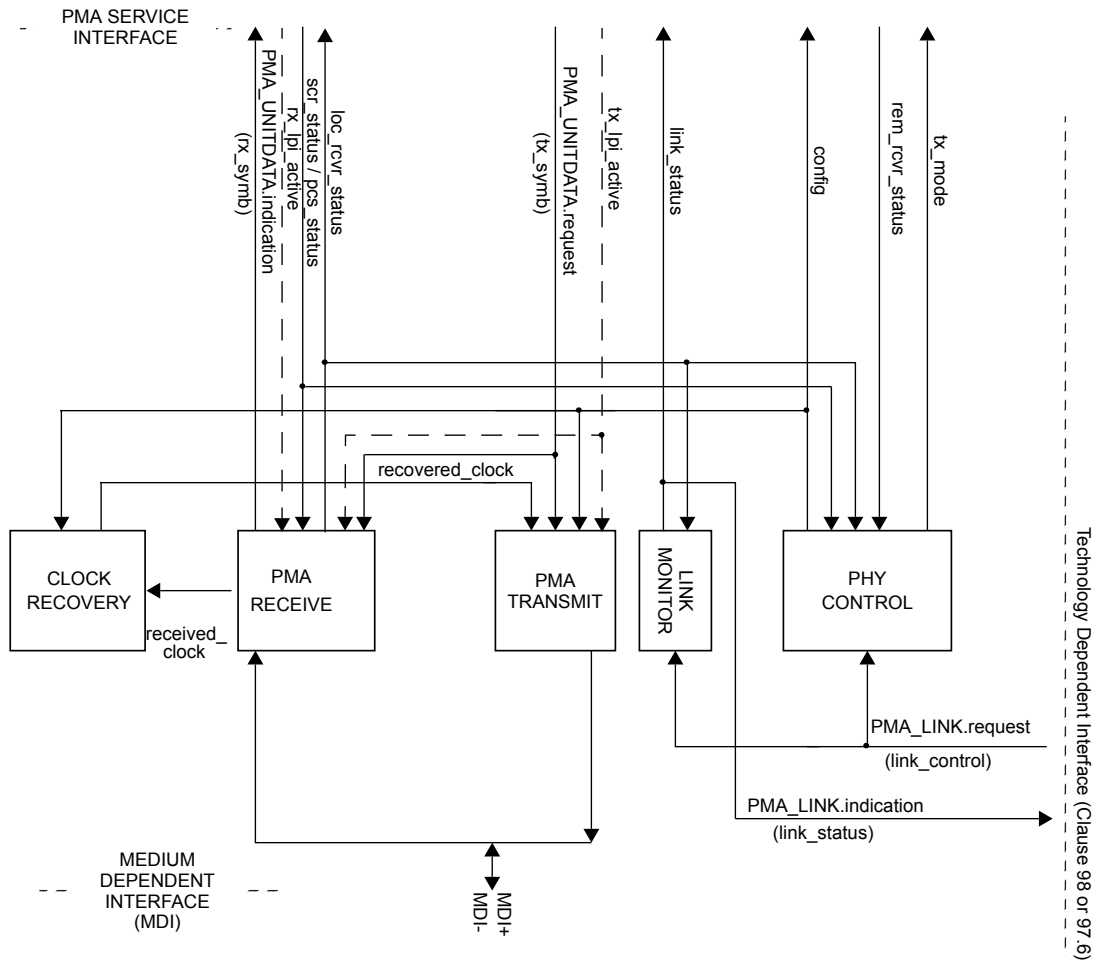 PMA SERVICE
INTERFACE
PMA_UNITDATA.indication
(rx_symb)
rx_lpi_active
scr_status / pcs_status
loc_rcvr_status
PMA_UNITDATA.request
(tx_symb)
tx_lpi_active
link_status
config
rem_rcvr_status
tx_mode
recovered_clock
CLOCK
RECOVERY
PMA
RECEIVE
PMA
TRANSMIT
LINK
MONITOR
PHY
CONTROL
received_
clock
PMA_LINK.request
(link_control)
PMA_LINK.indication
(link_status)
MEDIUM
DEPENDENT
INTERFACE
(MDI)
MDI+
MDI-
Technology Dependent Interface (Clause 98 or 97.6)